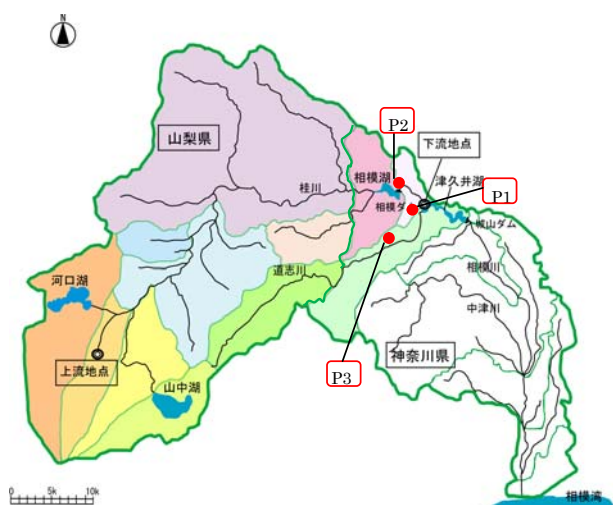 N
山梨県
P2
下流地点
相模湖
津久井湖
P1
桂川
相模ダ
城山ダム
相模川
道志川
河口湖
中津川
神奈川県
上流地点
P3
山中湖
0 5k 10k
相模湾